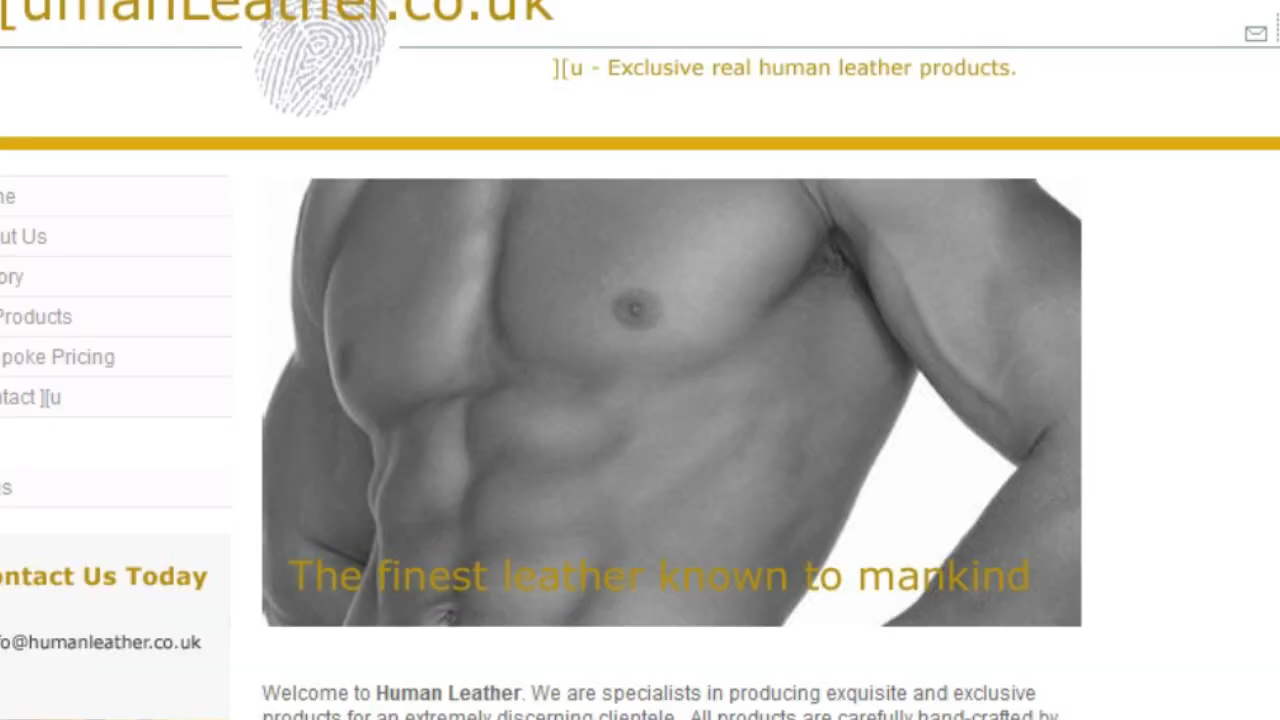 ][umanLeather.co.uk
][u - Exclusive real human leather products.
ne
ut Us
ory
Products
poke Pricing
tact ][u
s
ontact Us Today
fo@humanleather.co.uk
The finest leather known to mankind
Welcome to Human Leather. We are specialists in producing exquisite and exclusive
products for an extremely discerning clientele. All products are carefully hand-crafted by